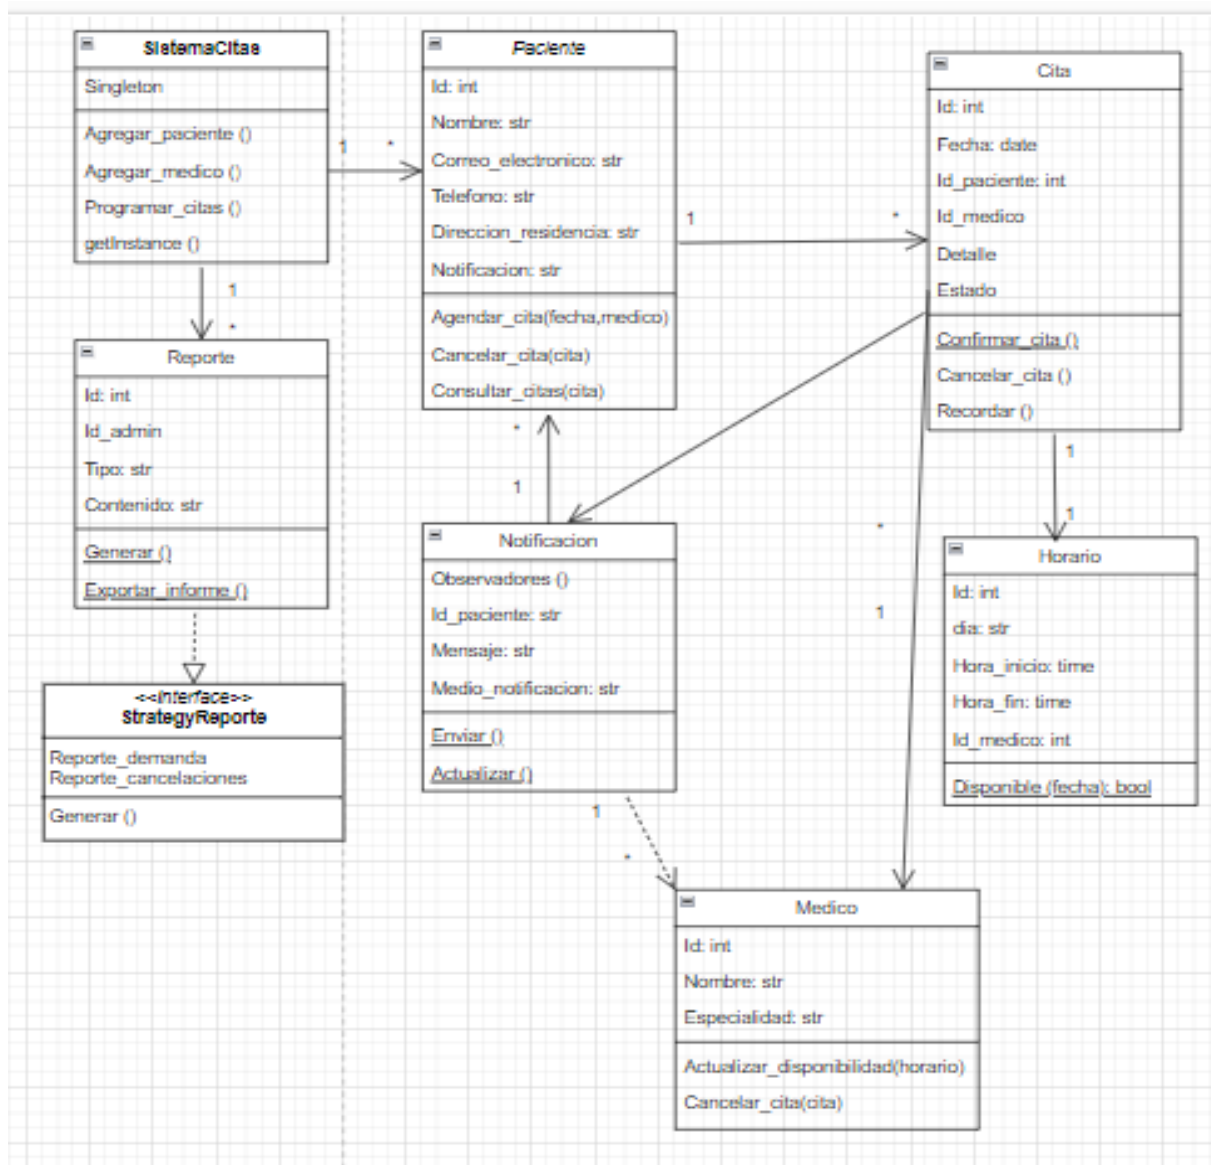 SistemaCitas
Singleton
Agregar_paciente ()
Agregar_medico ()
Programar_citas ()
getInstance ()
1
*
Paciente
Id: int
Nombre: str
Correo_electronico: str
Telefono: str
Direccion_residencia: str
Notificacion: str
Agendar_cita(fecha,medico)
Cancelar_cita(cita)
Consultar_citas(cita)
1
*
Cita
Id: int
Fecha: date
Id_paciente: int
Id_medico
Detalle
Estado
Confirmar_cita ()
Cancelar_cita ()
Recordar ()
1
*
Reporte
Id: int
Id_admin
Tipo: str
Contenido: str
Generar ()
Exportar_informe ()
<<Interface>>
StrategyReporte
Reporte_demanda
Reporte_cancelaciones
Generar ()
*
1
Notificacion
Observadores ()
Id_paciente: str
Mensaje: str
Medio_notificacion: str
Enviar ()
Actualizar ()
1
*
*
1
1
1
Horario
Id: int
dia: str
Hora_inicio: time
Hora_fin: time
Id_medico: int
Disponible (fecha): bool
Medico
Id: int
Nombre: str
Especialidad: str
Actualizar_disponibilidad(horario)
Cancelar_cita(cita)